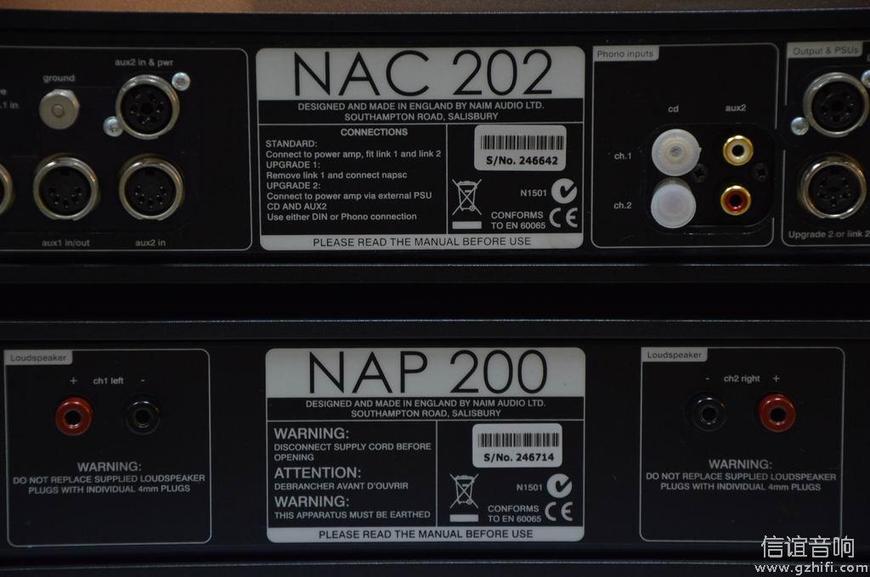 ground
aux2 in & pwr
aux1 in/out
aux2 in
NAC 202
DESIGNED AND MADE IN ENGLAND BY NAIM AUDIO LTD.
SOUTHAMPTON ROAD, SALISBURY
CONNECTIONS
STANDARD:
Connect to power amp, fit link 1 and link 2
UPGRADE 1:
Remove link 1 and connect napsc
UPGRADE 2:
Connect to power amp via external PSU
CD AND AUX2
Use either DIN or Phono connection
S/No. 246642
N1501
CONFORMS
TO EN 60065
CE
PLEASE READ THE MANUAL BEFORE USE
Phono inputs
cd
aux2
ch.1
ch.2
Output & PSUs
Upgrade 2 or link 2
Loudspeaker
+ ch1 left -
WARNING:
DO NOT REPLACE SUPPLIED LOUDSPEAKER
PLUGS WITH INDIVIDUAL 4mm PLUGS
NAP 200
DESIGNED AND MADE IN ENGLAND BY NAIM AUDIO LTD.
SOUTHAMPTON ROAD, SALISBURY
WARNING:
DISCONNECT SUPPLY CORD BEFORE
OPENING
ATTENTION:
DEBRANCHER AVANT D'OUVRIR
WARNING:
THIS APPARATUS MUST BE EARTHED
S/No. 246714
N1501
CONFORMS
TO EN 60065
CE
PLEASE READ THE MANUAL BEFORE USE
Loudspeaker
- ch2 right +
WARNING:
DO NOT REPLACE SUPPLIED LOUDSPEAKER
PLUGS WITH INDIVIDUAL 4mm PLUGS
信谊音响
www.gzhifi.com